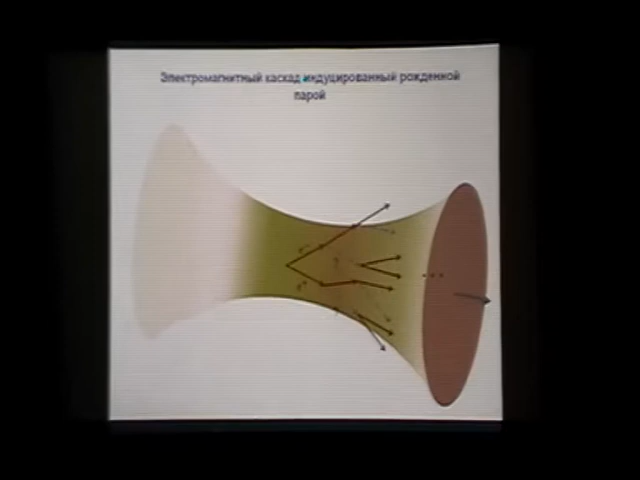 Электромагнитный каскад индуцированный рожденной
парой
e⁻
e⁺